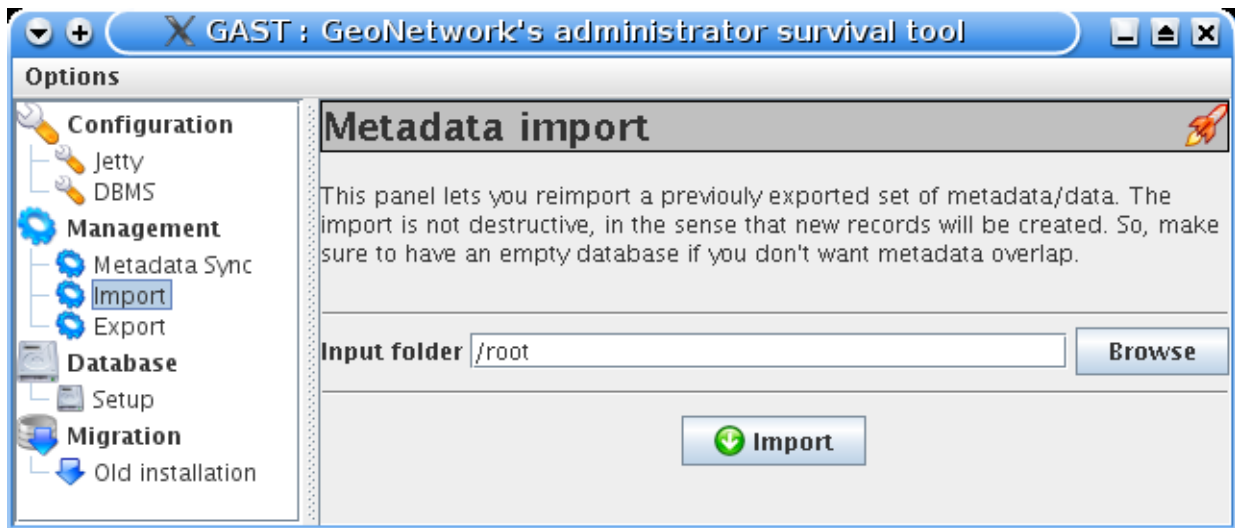 GAST : GeoNetwork's administrator survival tool
Options
Configuration
Jetty
DBMS
Management
Metadata Sync
Import
Export
Database
Setup
Migration
Old installation
Metadata import
This panel lets you reimport a previouly exported set of metadata/data. The
import is not destructive, in the sense that new records will be created. So, make
sure to have an empty database if you don't want metadata overlap.
Input folder /root Browse
Import